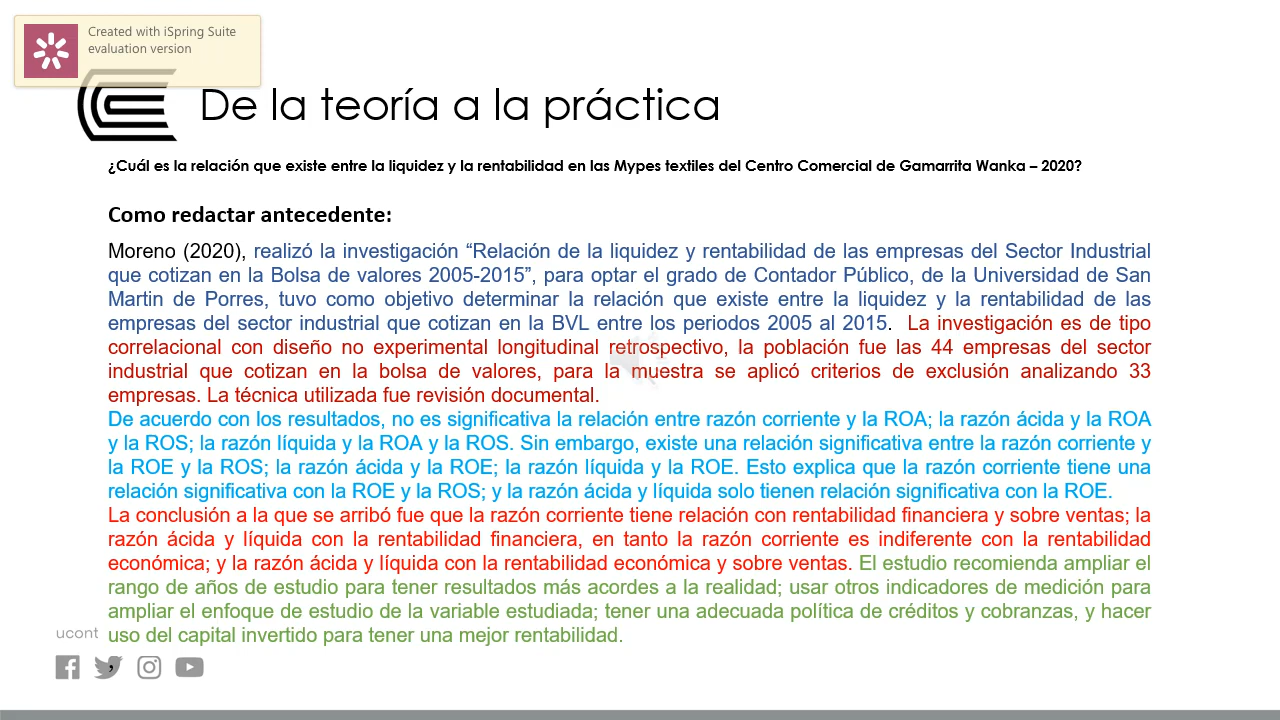 Created with iSpring Suite
evaluation version
De la teoría a la práctica
¿Cuál es la relación que existe entre la liquidez y la rentabilidad en las Mypes textiles del Centro Comercial de Gamarrita Wanka – 2020?
Como redactar antecedente:
Moreno (2020), realizó la investigación “Relación de la liquidez y rentabilidad de las empresas del Sector Industrial
que cotizan en la Bolsa de valores 2005-2015”, para optar el grado de Contador Público, de la Universidad de San
Martin de Porres, tuvo como objetivo determinar la relación que existe entre la liquidez y la rentabilidad de las
empresas del sector industrial que cotizan en la BVL entre los periodos 2005 al 2015. La investigación es de tipo
correlacional con diseño no experimental longitudinal retrospectivo, la población fue las 44 empresas del sector
industrial que cotizan en la bolsa de valores, para la muestra se aplicó criterios de exclusión analizando 33
empresas. La técnica utilizada fue revisión documental.
De acuerdo con los resultados, no es significativa la relación entre razón corriente y la ROA; la razón ácida y la ROA
y la ROS; la razón líquida y la ROA y la ROS. Sin embargo, existe una relación significativa entre la razón corriente y
la ROE y la ROS; la razón ácida y la ROE; la razón líquida y la ROE. Esto explica que la razón corriente tiene una
relación significativa con la ROE y la ROS; y la razón ácida y líquida solo tienen relación significativa con la ROE.
La conclusión a la que se arribó fue que la razón corriente tiene relación con rentabilidad financiera y sobre ventas; la
razón ácida y líquida con la rentabilidad financiera, en tanto la razón corriente es indiferente con la rentabilidad
económica; y la razón ácida y líquida con la rentabilidad económica y sobre ventas. El estudio recomienda ampliar el
rango de años de estudio para tener resultados más acordes a la realidad; usar otros indicadores de medición para
ampliar el enfoque de estudio de la variable estudiada; tener una adecuada política de créditos y cobranzas, y hacer
uso del capital invertido para tener una mejor rentabilidad.
ucont
,